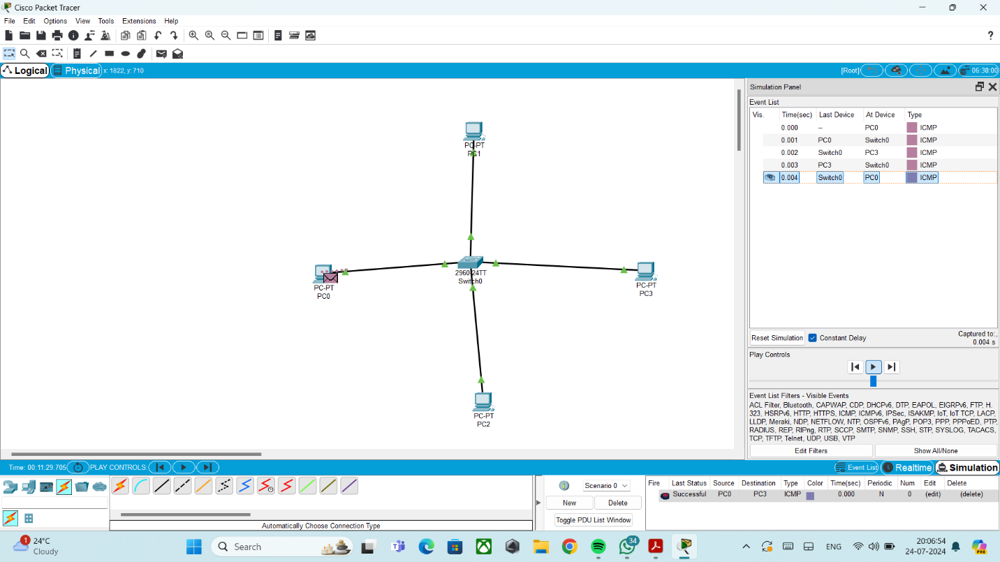 Cisco Packet Tracer
File Edit Options View Tools Extensions Help
?
Logical Physical x: 1822, y: 710 [Root] 06:38:00
Simulation Panel
Event List
Vis. Time(sec) Last Device At Device Type
0.000 -- PC0 ICMP
0.001 PC0 Switch0 ICMP
0.002 Switch0 PC3 ICMP
0.003 PC3 Switch0 ICMP
0.004 Switch0 PC0 ICMP
PC-PT
PC1
2960-24TT
Switch0
PC-PT
PC0
PC-PT
PC3
PC-PT
PC2
Reset Simulation Constant Delay Captured to:
0.004 s
Play Controls
Event List Filters - Visible Events
ACL Filter, Bluetooth, CAPWAP, CDP, DHCPv6, DTP, EAPOL, EIGRPv6, FTP, H.
323, HSRPv6, HTTP, HTTPS, ICMP, ICMPv6, IPSec, ISAKMP, IoT, IoT TCP, LACP,
LLDP, Meraki, NDP, NETFLOW, NTP, OSPFv6, PAgP, POP3, PPP, PPPoED, PTP,
RADIUS, REP, RIPng, RTP, SCCP, SMTP, SNMP, SSH, STP, SYSLOG, TACACS,
TCP, TFTP, Telnet, UDP, USB, VTP
Edit Filters Show All/None
Time: 00:11:29.705 PLAY CONTROLS: Event List Realtime Simulation
Scenario 0
New Delete
Toggle PDU List Window
Fire Last Status Source Destination Type Color Time(sec) Periodic Num Edit Delete
Successful PC0 PC3 ICMP 0.000 N 0 (edit) (delete)
Automatically Choose Connection Type
1
24°C
Cloudy
Search
34
ENG
20:06:54
24-07-2024
PRE